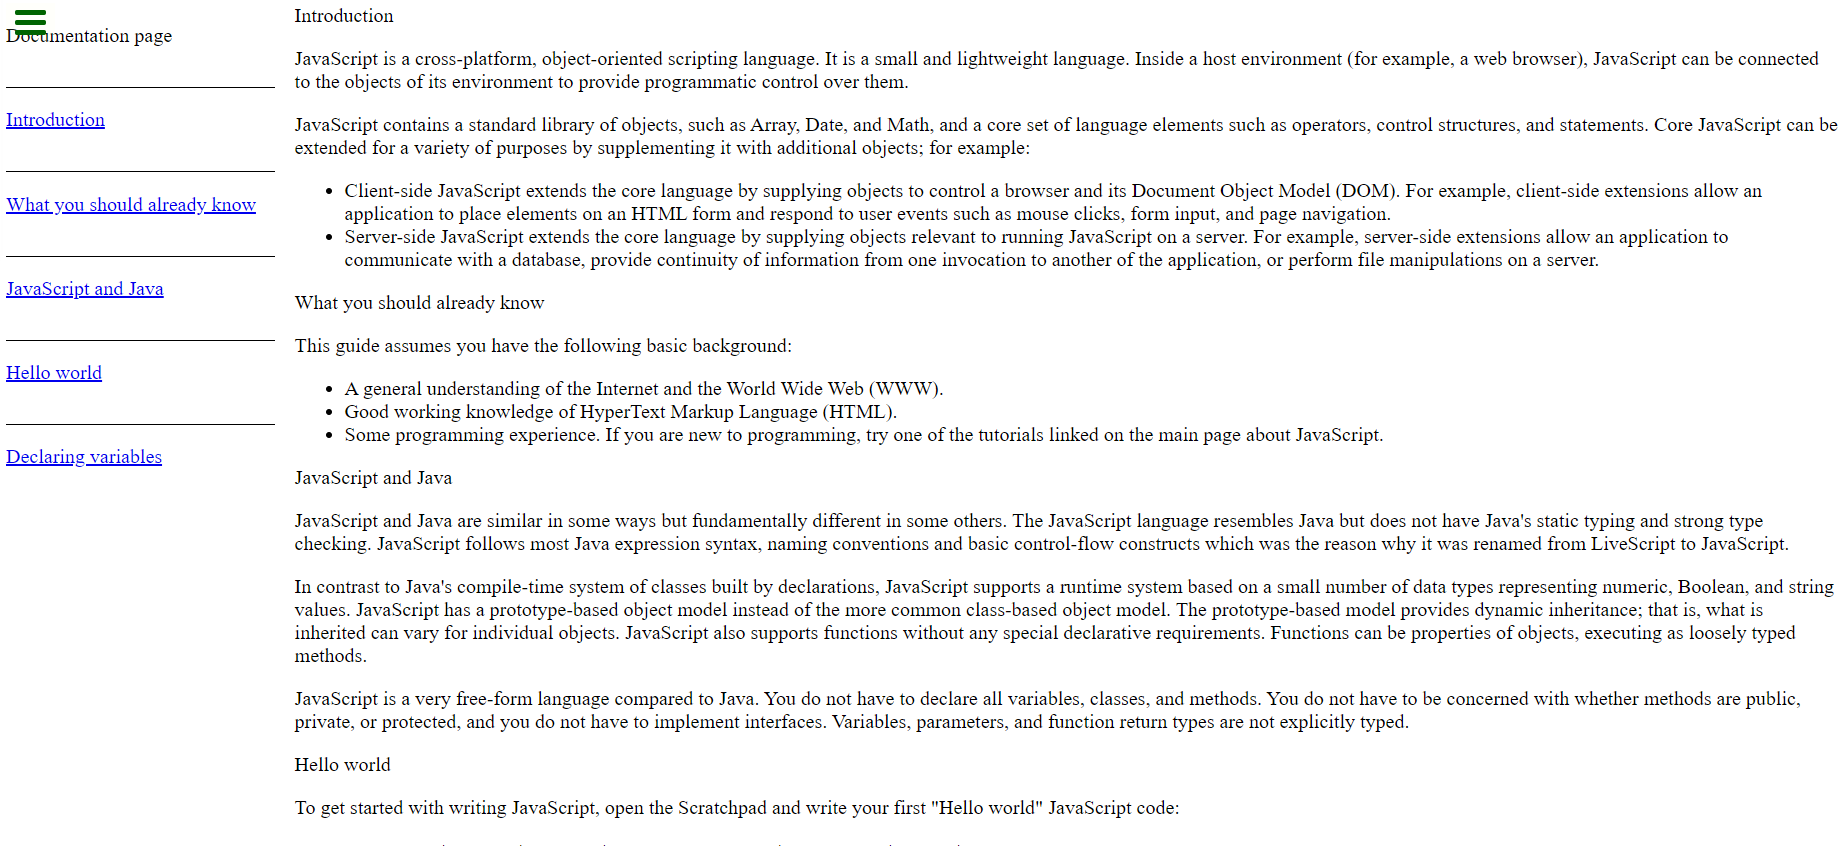 Documentation page
Introduction
What you should already know
JavaScript and Java
Hello world
Declaring variables
Introduction
JavaScript is a cross-platform, object-oriented scripting language. It is a small and lightweight language. Inside a host environment (for example, a web browser), JavaScript can be connected
to the objects of its environment to provide programmatic control over them.
JavaScript contains a standard library of objects, such as Array, Date, and Math, and a core set of language elements such as operators, control structures, and statements. Core JavaScript can be
extended for a variety of purposes by supplementing it with additional objects; for example:
• Client-side JavaScript extends the core language by supplying objects to control a browser and its Document Object Model (DOM). For example, client-side extensions allow an
application to place elements on an HTML form and respond to user events such as mouse clicks, form input, and page navigation.
• Server-side JavaScript extends the core language by supplying objects relevant to running JavaScript on a server. For example, server-side extensions allow an application to
communicate with a database, provide continuity of information from one invocation to another of the application, or perform file manipulations on a server.
What you should already know
This guide assumes you have the following basic background:
• A general understanding of the Internet and the World Wide Web (WWW).
• Good working knowledge of HyperText Markup Language (HTML).
• Some programming experience. If you are new to programming, try one of the tutorials linked on the main page about JavaScript.
JavaScript and Java
JavaScript and Java are similar in some ways but fundamentally different in some others. The JavaScript language resembles Java but does not have Java's static typing and strong type
checking. JavaScript follows most Java expression syntax, naming conventions and basic control-flow constructs which was the reason why it was renamed from LiveScript to JavaScript.
In contrast to Java's compile-time system of classes built by declarations, JavaScript supports a runtime system based on a small number of data types representing numeric, Boolean, and string
values. JavaScript has a prototype-based object model instead of the more common class-based object model. The prototype-based model provides dynamic inheritance; that is, what is
inherited can vary for individual objects. JavaScript also supports functions without any special declarative requirements. Functions can be properties of objects, executing as loosely typed
methods.
JavaScript is a very free-form language compared to Java. You do not have to declare all variables, classes, and methods. You do not have to be concerned with whether methods are public,
private, or protected, and you do not have to implement interfaces. Variables, parameters, and function return types are not explicitly typed.
Hello world
To get started with writing JavaScript, open the Scratchpad and write your first "Hello world" JavaScript code: